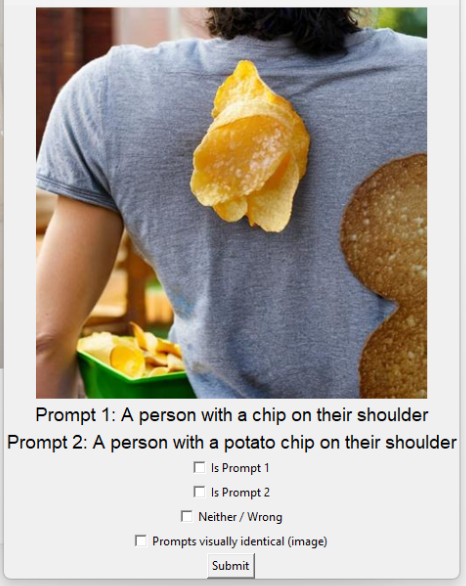 Prompt 1: A person with a chip on their shoulder
Prompt 2: A person with a potato chip on their shoulder
Is Prompt 1
Is Prompt 2
Neither / Wrong
Prompts visually identical (image)
Submit